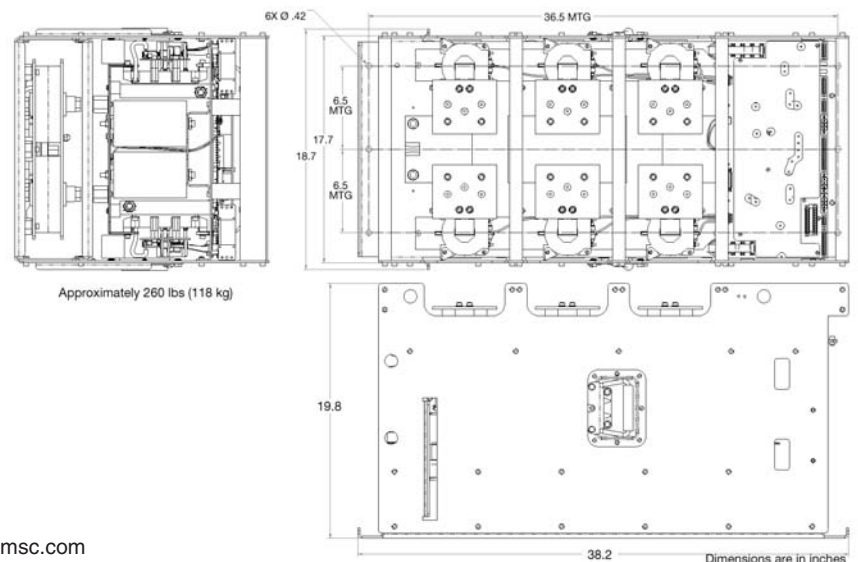 6X Ø .42
36.5 MTG
6.5
MTG
17.7
18.7
6.5
MTG
Approximately 260 lbs (118 kg)
19.8
msc.com
38.2
Dimensions are in inches